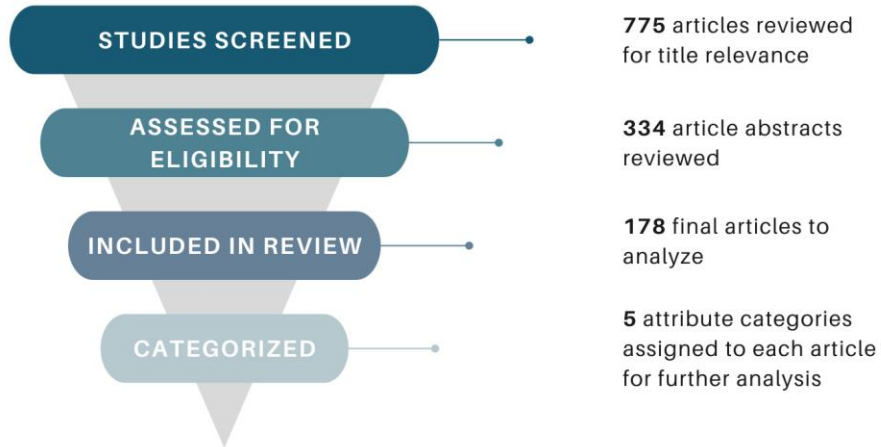 STUDIES SCREENED
775 articles reviewed
for title relevance
ASSESSED FOR
ELIGIBILITY
334 article abstracts
reviewed
INCLUDED IN REVIEW
178 final articles to
analyze
CATEGORIZED
5 attribute categories
assigned to each article
for further analysis